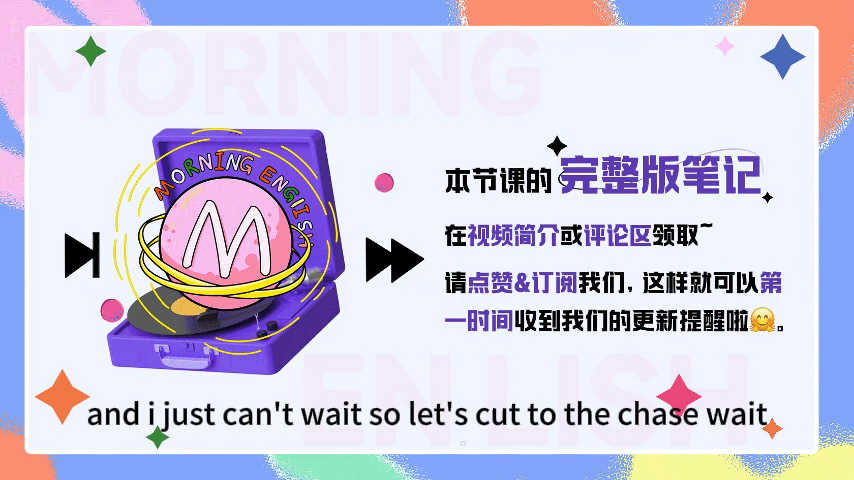 MORNING
MORNING ENGLISH
M
本节课的 完整版笔记
在视频简介或评论区领取~
请点赞&订阅我们, 这样就可以第
一时间收到我们的更新提醒啦🤗。
EN LISH
and i just can't wait so let's cut to the chase wait